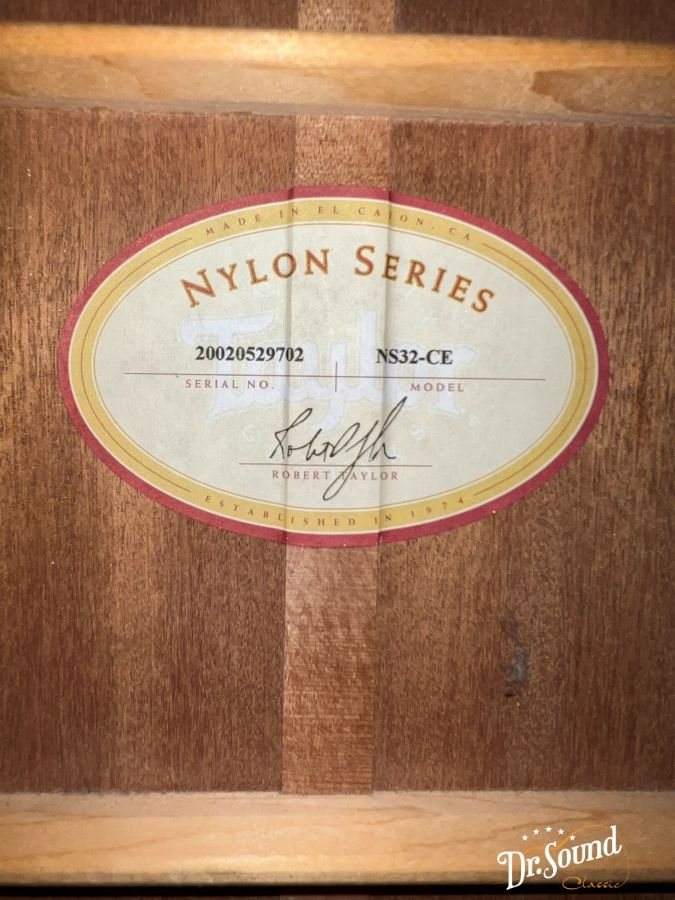 MADE IN EL CAJON, CA
NYLON SERIES
Taylor
20020529702 NS32-CE
SERIAL NO. MODEL
ROBERT TAYLOR
ESTABLISHED IN 1974
Dr.Sound
Classic